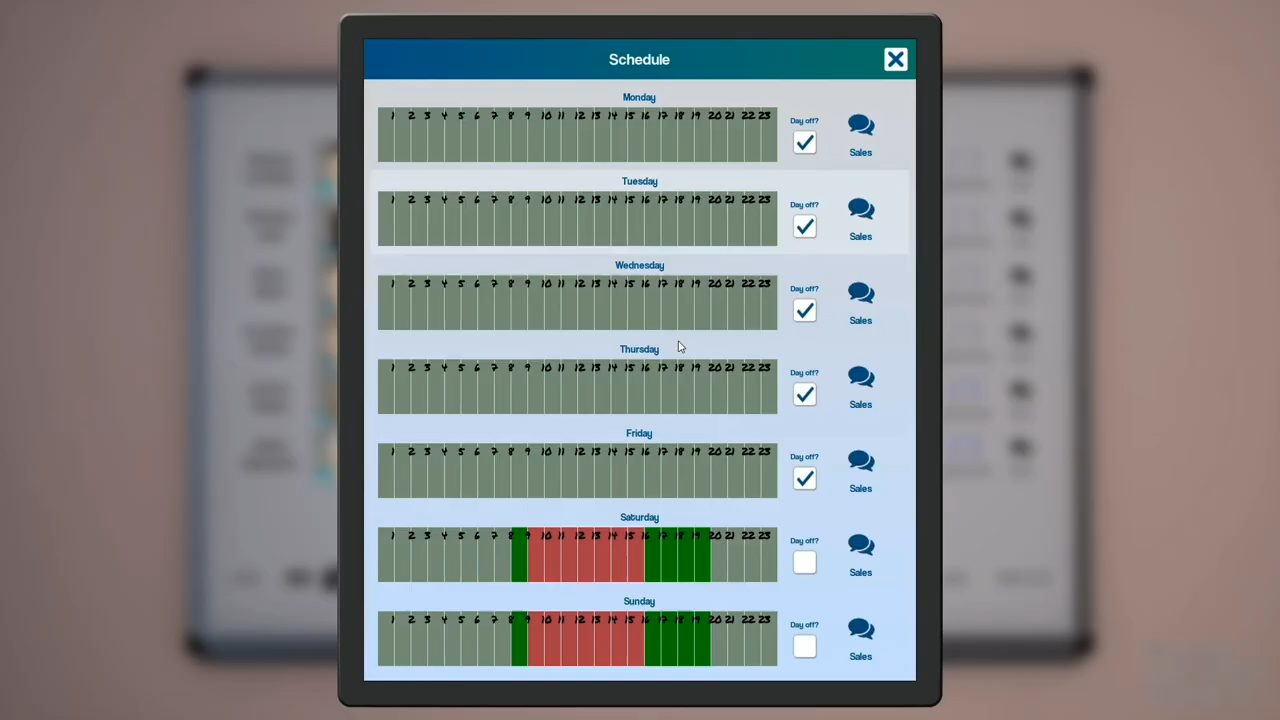 Schedule
Monday
1 2 3 4 5 6 7 8 9 10 11 12 13 14 15 16 17 18 19 20 21 22 23
Day off?
Sales
Tuesday
1 2 3 4 5 6 7 8 9 10 11 12 13 14 15 16 17 18 19 20 21 22 23
Day off?
Sales
Wednesday
1 2 3 4 5 6 7 8 9 10 11 12 13 14 15 16 17 18 19 20 21 22 23
Day off?
Sales
Thursday
1 2 3 4 5 6 7 8 9 10 11 12 13 14 15 16 17 18 19 20 21 22 23
Day off?
Sales
Friday
1 2 3 4 5 6 7 8 9 10 11 12 13 14 15 16 17 18 19 20 21 22 23
Day off?
Sales
Saturday
1 2 3 4 5 6 7 8 9 10 11 12 13 14 15 16 17 18 19 20 21 22 23
Day off?
Sales
Sunday
1 2 3 4 5 6 7 8 9 10 11 12 13 14 15 16 17 18 19 20 21 22 23
Day off?
Sales